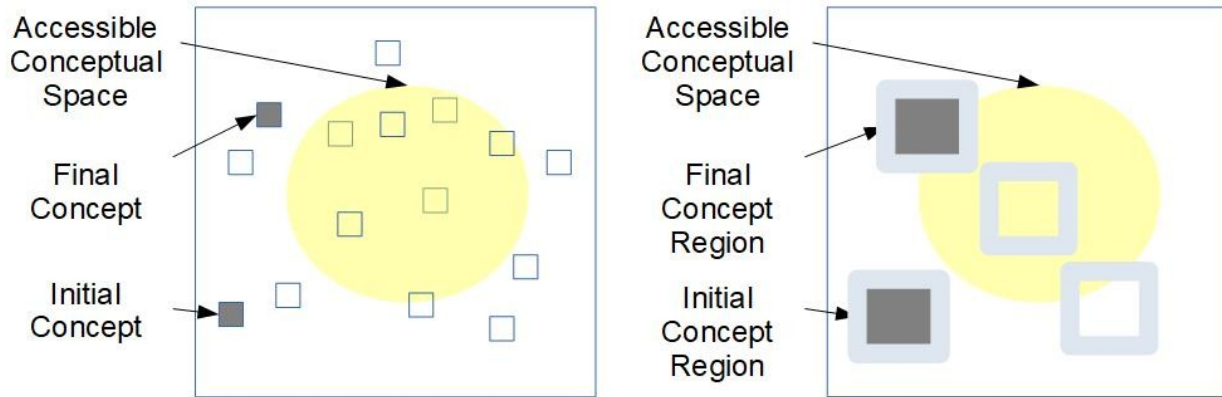 Accessible
Conceptual
Space
Final
Concept
Initial
Concept
Accessible
Conceptual
Space
Final
Concept
Region
Initial
Concept
Region